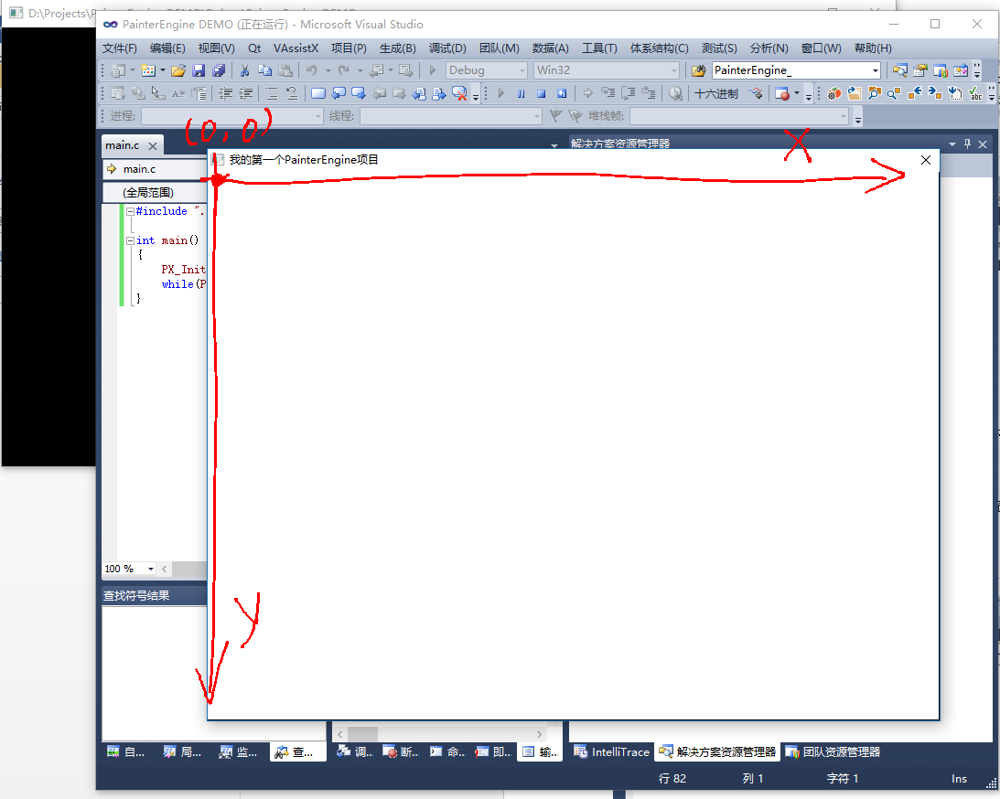 D:\Projects\
PainterEngine DEMO (正在运行) - Microsoft Visual Studio
文件(F) 编辑(E) 视图(V) Qt VAssistX 项目(P) 生成(B) 调试(D) 团队(M) 数据(A) 工具(T) 体系结构(C) 测试(S) 分析(N) 窗口(W) 帮助(H)
Debug Win32 PainterEngine_
十六进制
进程: 线程: 堆栈帧:
(0,0)
main.c 解决方案资源管理器 X
我的第一个PainterEngine项目
main.c
(全局范围)
#include ".
int main()
{
PX_Init
while(P
}
100 %
查找符号结果
y
自... 局... 监... 查... 调.. 断.. 命.. 即.. 输.. IntelliTrace 解决方案资源管理器 团队资源管理器
行 82 列 1 字符 1 Ins